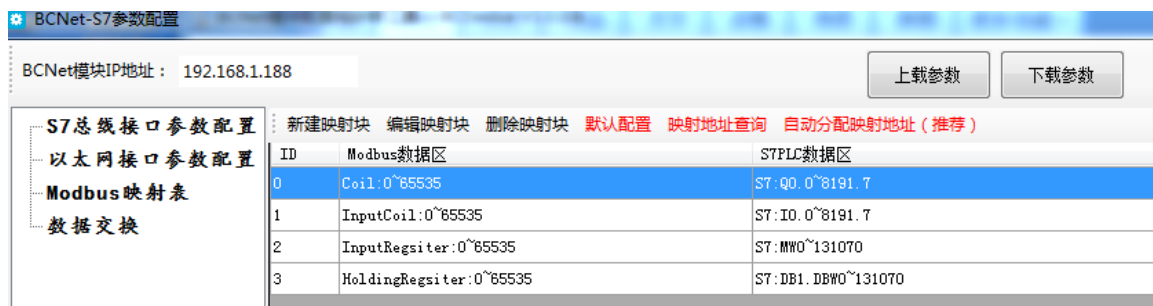 BCNet-S7参数配置
BCNet模块IP地址： 192.168.1.188 上载参数 下载参数
S7总线接口参数配置
以太网接口参数配置
Modbus映射表
数据交换
新建映射块 编辑映射块 删除映射块 默认配置 映射地址查询 自动分配映射地址（推荐）
ID Modbus数据区 S7PLC数据区
0 Coil:0~65535 S7:Q0.0~8191.7
1 InputCoil:0~65535 S7:I0.0~8191.7
2 InputRegsiter:0~65535 S7:MW0~131070
3 HoldingRegsiter:0~65535 S7:DB1.DBW0~131070